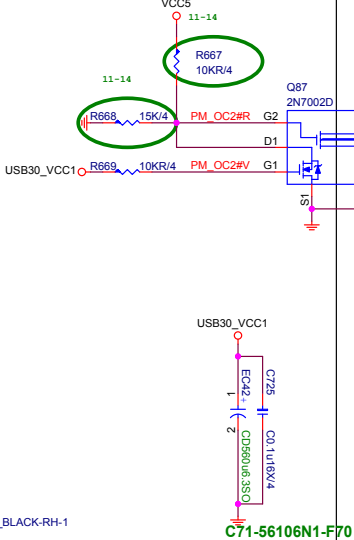 VCC5
11-14
R667
10KR/4
11-14
Q87
2N7002D
R668 15K/4 PM_OC2#R G2
D1
USB30_VCC1 R669 10KR/4 PM_OC2#V G1
S1
USB30_VCC1
1
EC42 +
C725
2
CD560u6.3SO
C0.1u16X/4
_BLACK-RH-1
C71-56106N1-F70